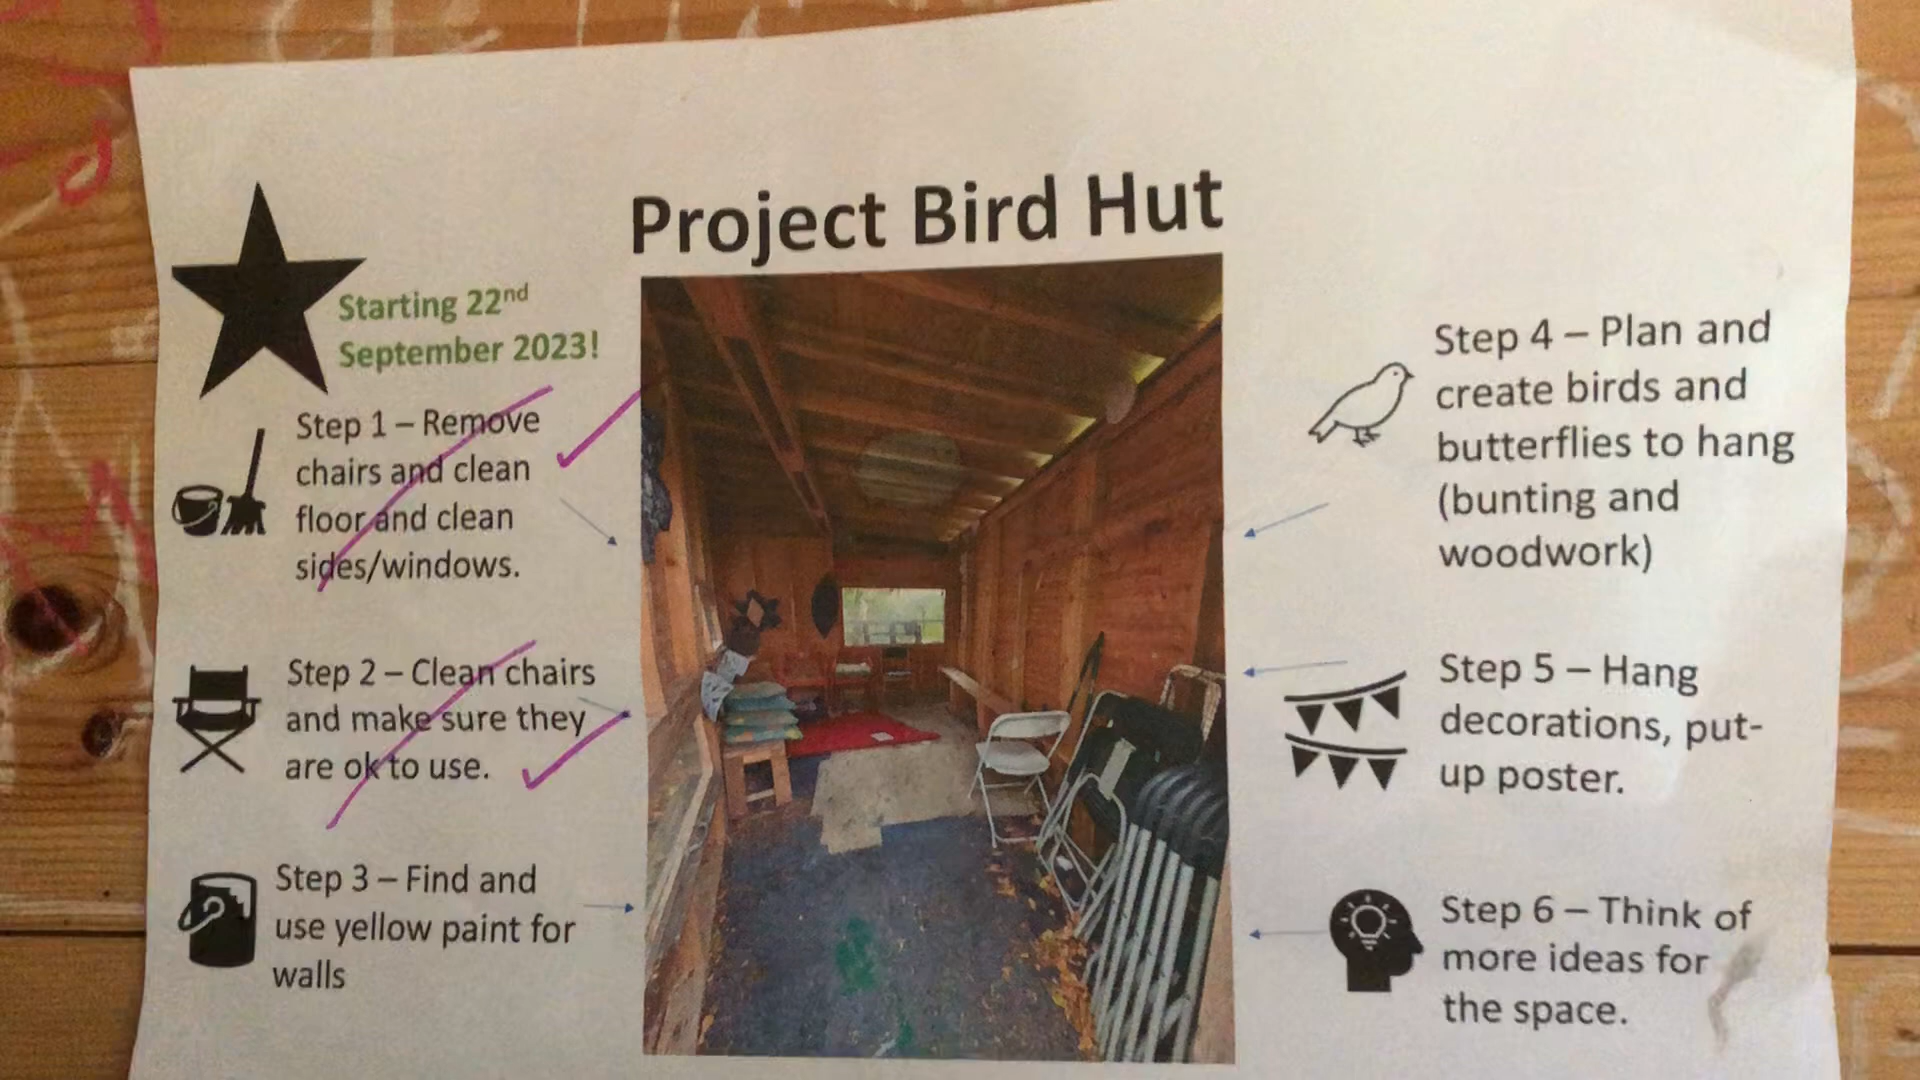 Project Bird Hut
Starting 22nd
September 2023!
Step 1 – Remove
chairs and clean
floor and clean
sides/windows.
Step 2 – Clean chairs
and make sure they
are ok to use.
Step 3 – Find and
use yellow paint for
walls
Step 4 – Plan and
create birds and
butterflies to hang
(bunting and
woodwork)
Step 5 – Hang
decorations, put-
up poster.
Step 6 – Think of
more ideas for
the space.